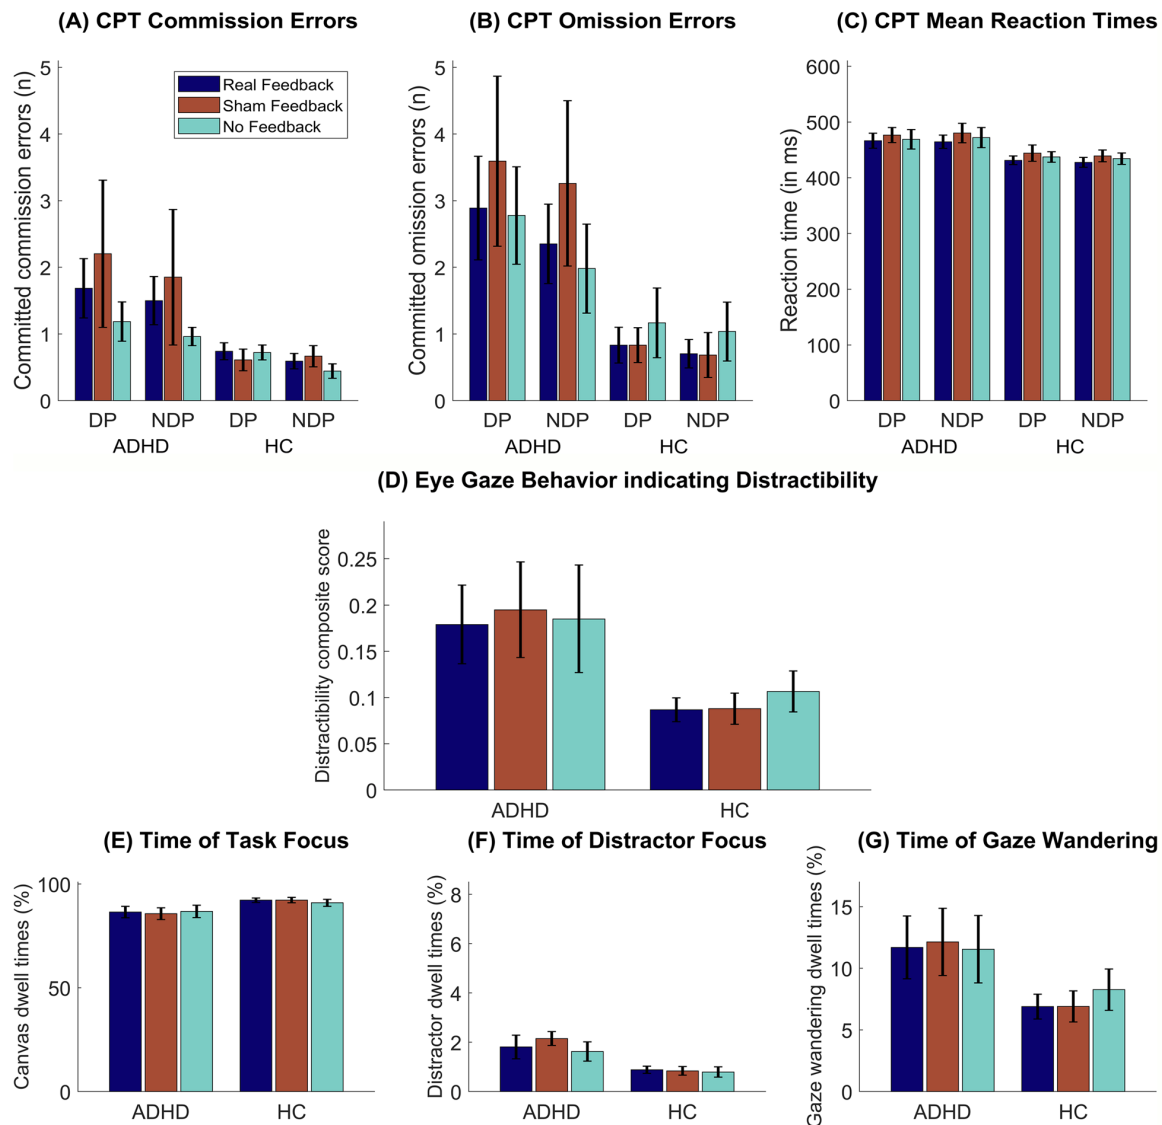 (A) CPT Commission Errors
Committed commission errors (n)
5
4
3
2
1
0
Real Feedback
Sham Feedback
No Feedback
DP NDP DP NDP
ADHD HC
(B) CPT Omission Errors
Committed omission errors (n)
5
4
3
2
1
0
DP NDP DP NDP
ADHD HC
(C) CPT Mean Reaction Times
Reaction time (in ms)
600
500
400
300
200
100
0
DP NDP DP NDP
ADHD HC
(D) Eye Gaze Behavior indicating Distractibility
Distractibility composite score
0.25
0.2
0.15
0.1
0.05
0
ADHD HC
(E) Time of Task Focus
Canvas dwell times (%)
100
50
0
ADHD HC
(F) Time of Distractor Focus
Distractor dwell times (%)
8
6
4
2
0
ADHD HC
(G) Time of Gaze Wandering
Gaze wandering dwell times (%)
15
10
5
0
ADHD HC